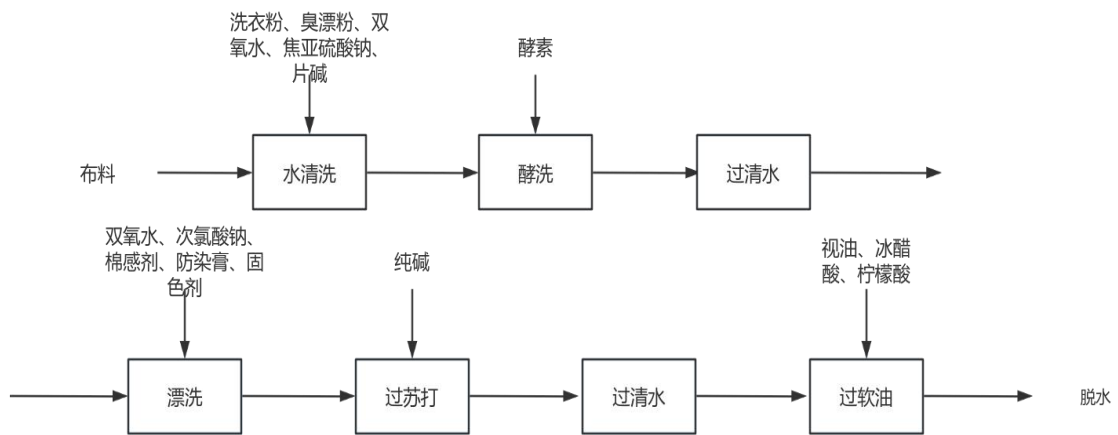 洗衣粉、臭漂粉、双
氧水、焦亚硫酸钠、
片碱
酵素
布料
水清洗
酵洗
过清水
双氧水、次氯酸钠、
棉感剂、防染膏、固
色剂
纯碱
视油、冰醋
酸、柠檬酸
漂洗
过苏打
过清水
过软油
脱水